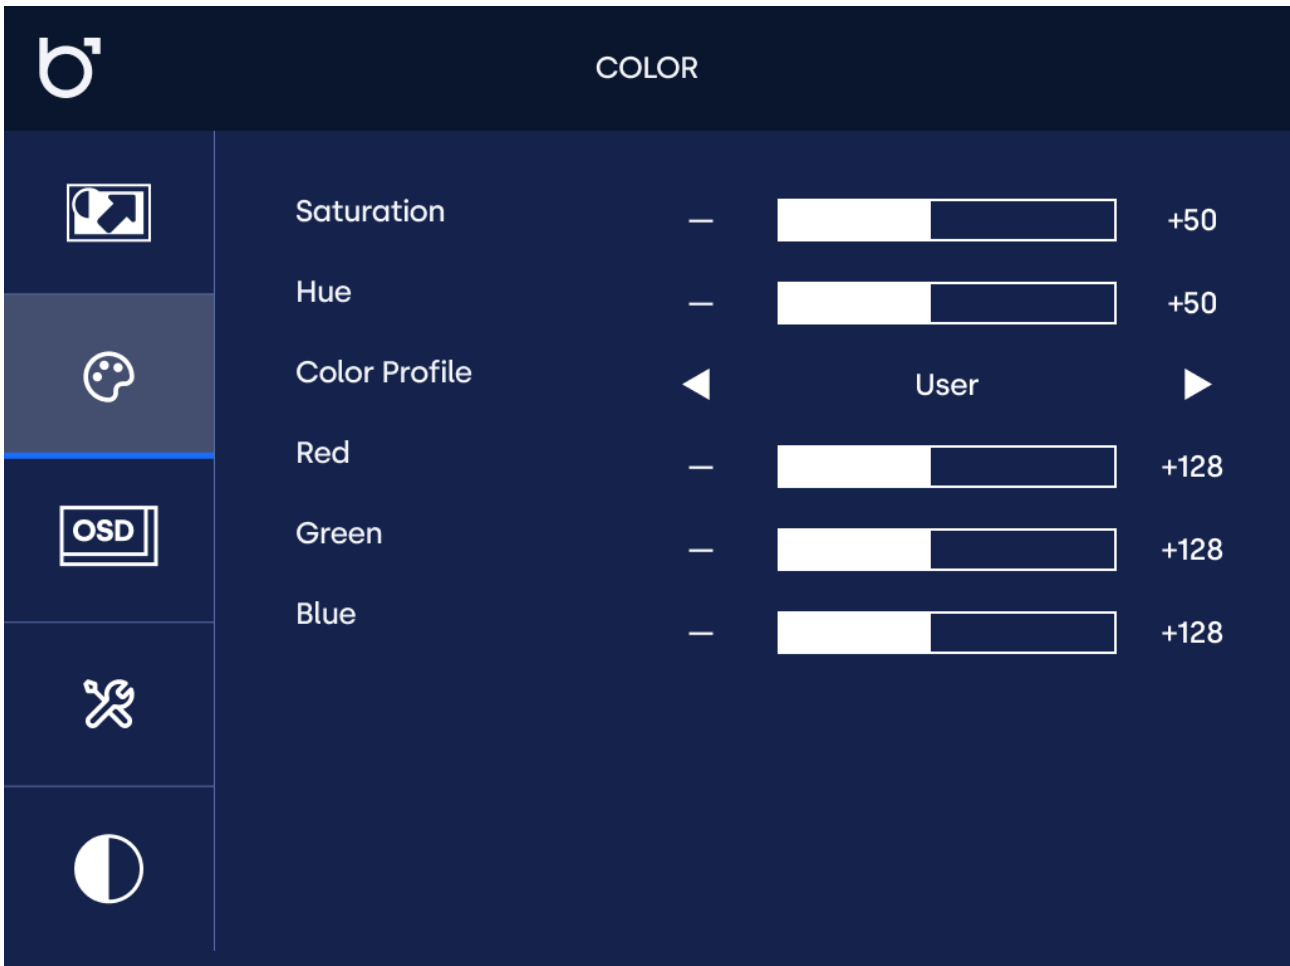 COLOR
Saturation — +50
Hue — +50
Color Profile User
Red — +128
OSD
Green — +128
Blue — +128